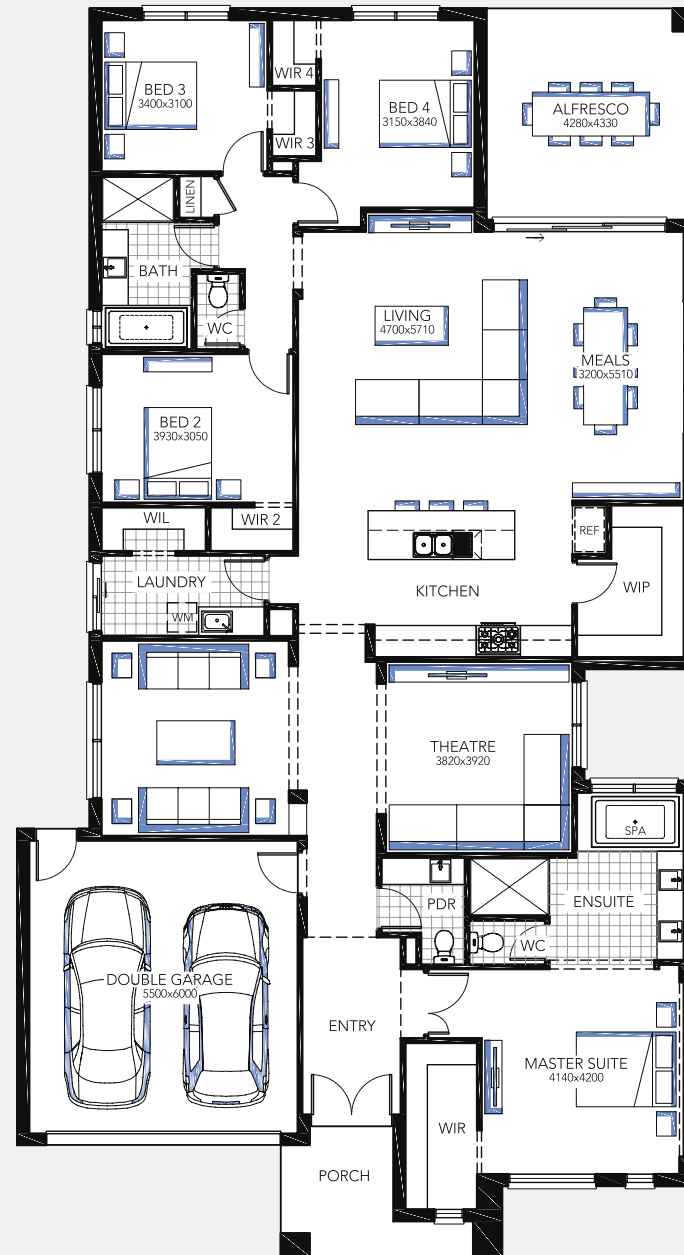 BED 3
3400x3100
WIR 4
WIR 3
BED 4
3150x3840
ALFRESCO
4280x4330
LINEN
BATH
WC
LIVING
4700x5710
MEALS
3200x5510
BED 2
3930x3050
WIL
WIR 2
LAUNDRY
WM
KITCHEN
REF
WIP
THEATRE
3820x3920
SPA
PDR
ENSUITE
WC
DOUBLE GARAGE
5500x6000
ENTRY
MASTER SUITE
4140x4200
WIR
PORCH